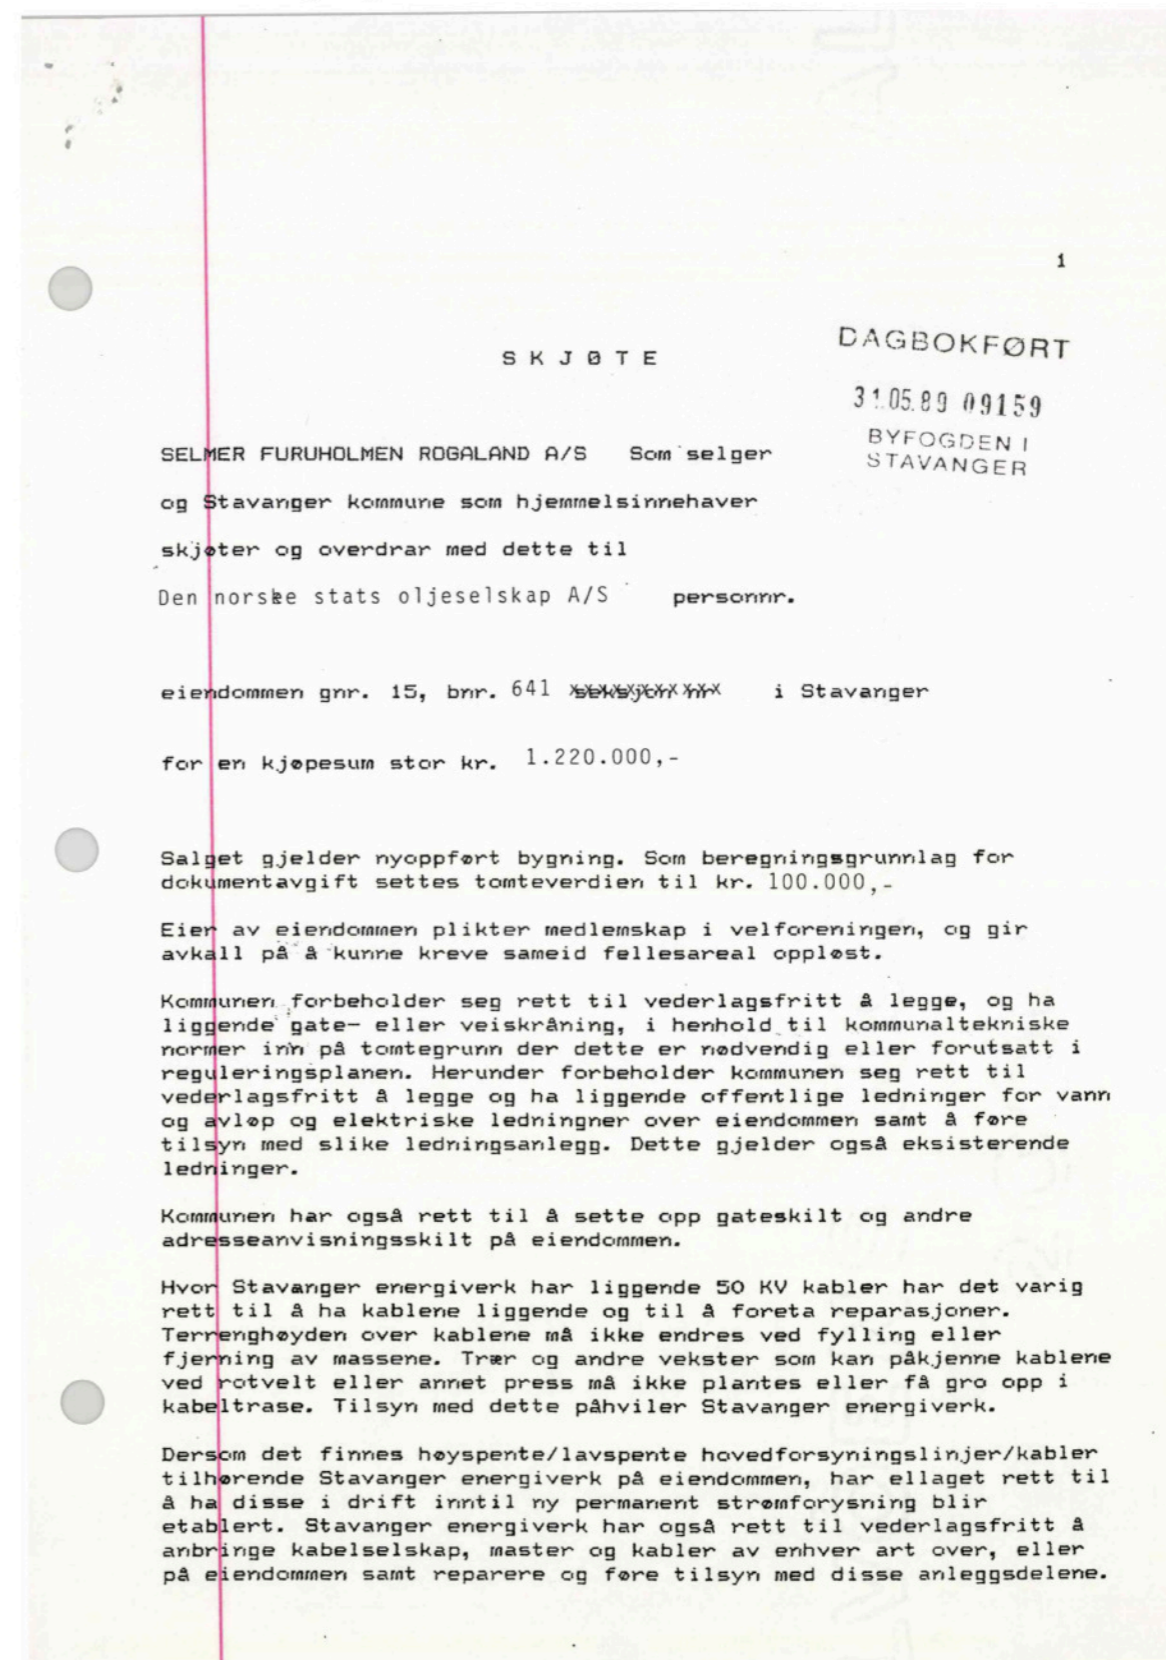 1
S K J Ø T E
DAGBOKFØRT
31.05.89 09159
BYFOGDEN I
STAVANGER
SELMER FURUHOLMEN ROGALAND A/S Som selger
og Stavanger kommune som hjemmelsinnehaver
skjøter og overdrar med dette til
Den norske stats oljeselskap A/S personnr.
eiendommen gnr. 15, bnr. 641 seksjon nr i Stavanger
for en kjøpesum stor kr. 1.220.000,-
Salget gjelder nyoppført bygning. Som beregningsgrunnlag for
dokumentavgift settes tomteverdien til kr. 100.000,-
Eier av eiendommen plikter medlemskap i velforeningen, og gir
avkall på å kunne kreve sameid fellesareal oppløst.
Kommunen forbeholder seg rett til vederlagsfritt å legge, og ha
liggende gate- eller veiskråning, i henhold til kommunaltekniske
normer inn på tomtegrunn der dette er nødvendig eller forutsatt i
reguleringsplanen. Herunder forbeholder kommunen seg rett til
vederlagsfritt å legge og ha liggende offentlige ledninger for vann
og avløp og elektriske ledningner over eiendommen samt å føre
tilsyn med slike ledningsanlegg. Dette gjelder også eksisterende
ledninger.
Kommunen har også rett til å sette opp gateskilt og andre
adresseanvisningsskilt på eiendommen.
Hvor Stavanger energiverk har liggende 50 KV kabler har det varig
rett til å ha kablene liggende og til å foreta reparasjoner.
Terrenghøyden over kablene må ikke endres ved fylling eller
fjerning av massene. Trær og andre vekster som kan påkjenne kablene
ved rotvelt eller annet press må ikke plantes eller få gro opp i
kabeltrase. Tilsyn med dette påhviler Stavanger energiverk.
Dersom det finnes høyspente/lavspente hovedforsyningslinjer/kabler
tilhørende Stavanger energiverk på eiendommen, har ellaget rett til
å ha disse i drift inntil ny permanent strømforysning blir
etablert. Stavanger energiverk har også rett til vederlagsfritt å
anbringe kabelselskap, master og kabler av enhver art over, eller
på eiendommen samt reparere og føre tilsyn med disse anleggsdelene.